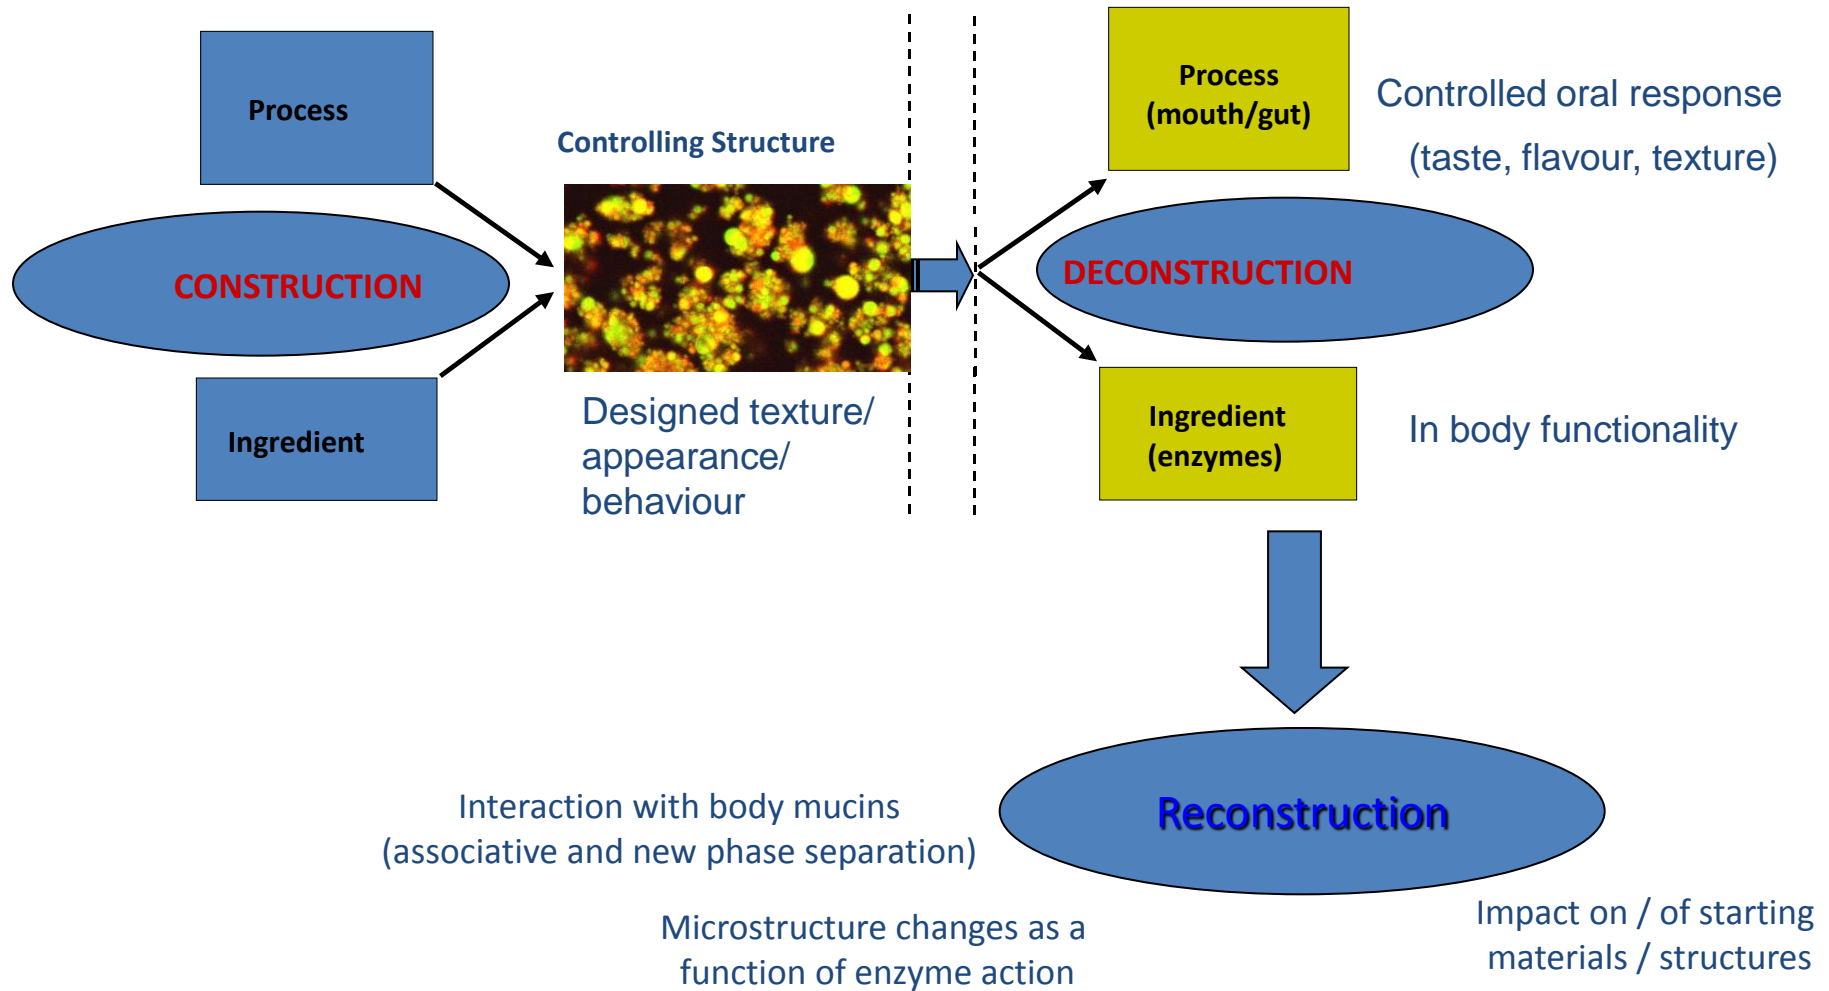 Process
CONSTRUCTION
Ingredient
Controlling Structure
Designed texture/
appearance/
behaviour
Process
(mouth/gut)
Controlled oral response
(taste, flavour, texture)
DECONSTRUCTION
Ingredient
(enzymes)
In body functionality
Reconstruction
Interaction with body mucins
(associative and new phase separation)
Microstructure changes as a
function of enzyme action
Impact on / of starting
materials / structures